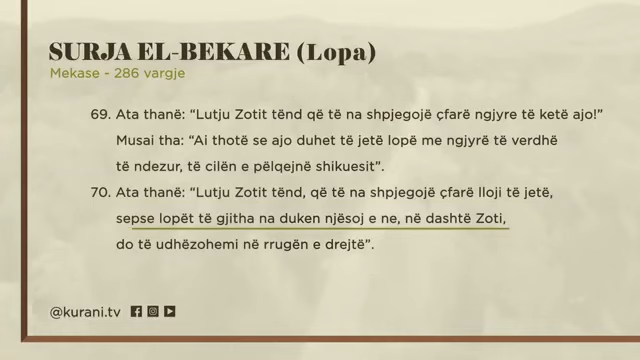 SURJA EL-BEKARE (Lopa)
Mekase - 286 vargje
69. Ata thanë: “Lutju Zotit tënd që të na shpjegojë çfarë ngjyre të ketë ajo!”
Musai tha: “Ai thotë se ajo duhet të jetë lopë me ngjyrë të verdhë
të ndezur, të cilën e pëlqejnë shikuesit”.
70. Ata thanë: “Lutju Zotit tënd, që të na shpjegojë çfarë lloji të jetë,
sepse lopët të gjitha na duken njësoj e ne, në dashtë Zoti,
do të udhëzohemi në rrugën e drejtë”.
@kurani.tv